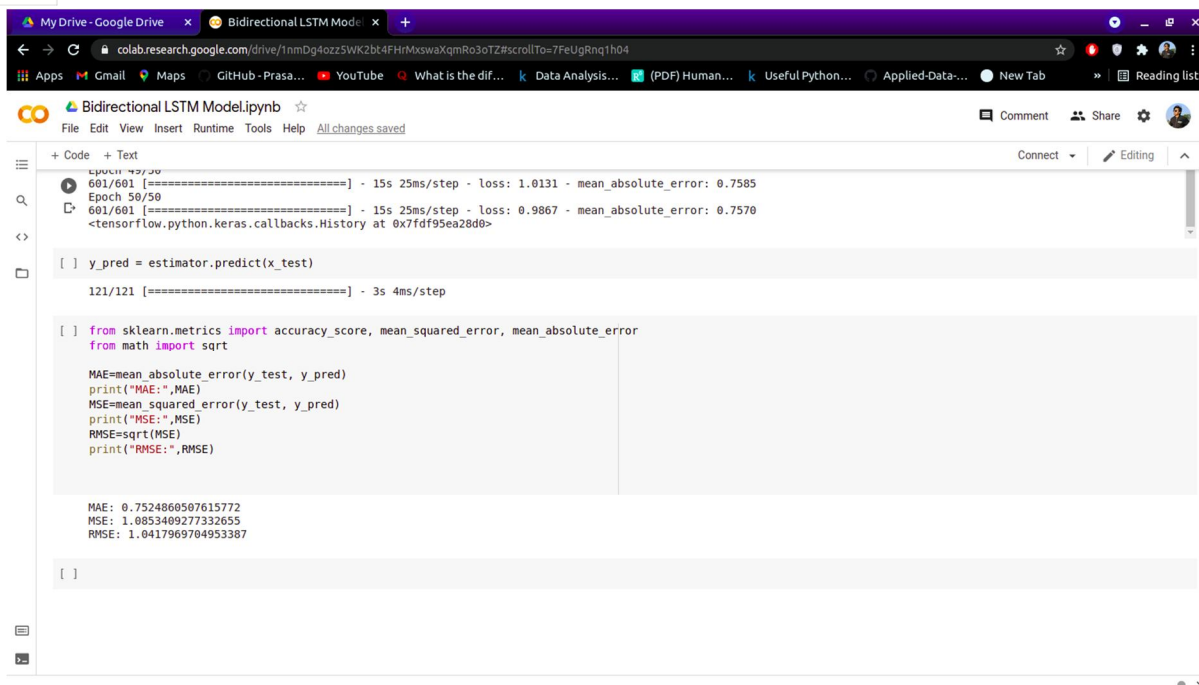 My Drive - Google Drive × Bidirectional LSTM Model × +
colab.research.google.com/drive/1nmDg4ozz5WK2bt4FHrMxswaXqmRo3oTZ#scrollTo=7FeUgRnq1h04
Apps Gmail Maps GitHub - Prasa... YouTube What is the dif... Data Analysis... (PDF) Human... Useful Python... Applied-Data-... New Tab » Reading list
Bidirectional LSTM Model.ipynb
Comment Share
File Edit View Insert Runtime Tools Help All changes saved
+ Code + Text Connect Editing
Epoch 49/50
601/601 [==============================] - 15s 25ms/step - loss: 1.0131 - mean_absolute_error: 0.7585
Epoch 50/50
601/601 [==============================] - 15s 25ms/step - loss: 0.9867 - mean_absolute_error: 0.7570
<tensorflow.python.keras.callbacks.History at 0x7fdf95ea28d0>
[ ] y_pred = estimator.predict(x_test)
121/121 [==============================] - 3s 4ms/step
[ ] from sklearn.metrics import accuracy_score, mean_squared_error, mean_absolute_error
from math import sqrt
MAE=mean_absolute_error(y_test, y_pred)
print("MAE:",MAE)
MSE=mean_squared_error(y_test, y_pred)
print("MSE:",MSE)
RMSE=sqrt(MSE)
print("RMSE:",RMSE)
MAE: 0.7524860507615772
MSE: 1.0853409277332655
RMSE: 1.0417969704953387
[ ]